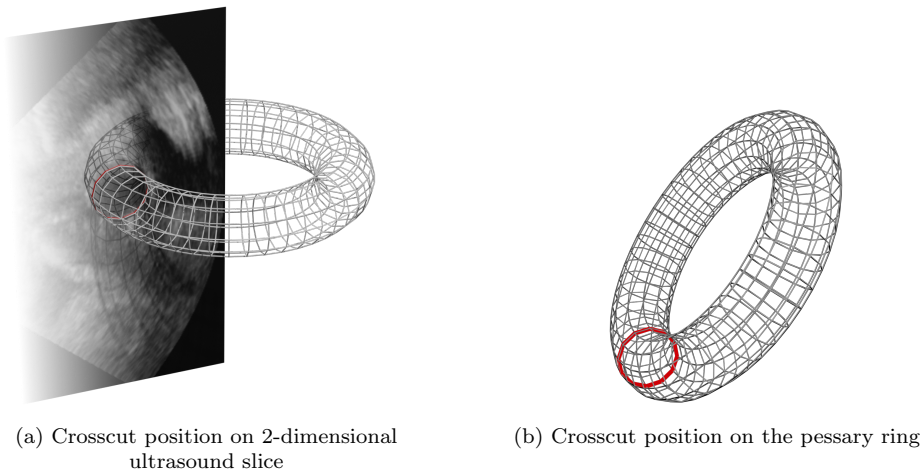 (a) Crosscut position on 2-dimensional
ultrasound slice
(b) Crosscut position on the pessary ring